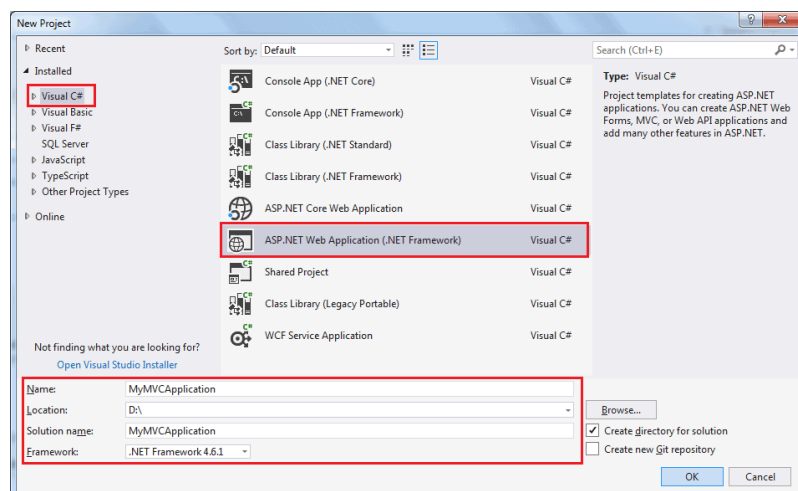 New Project
Recent
Installed
Visual C#
Visual Basic
Visual F#
SQL Server
JavaScript
TypeScript
Other Project Types
Online
Not finding what you are looking for?
Open Visual Studio Installer
Sort by: Default
Console App (.NET Core) Visual C#
Console App (.NET Framework) Visual C#
Class Library (.NET Standard) Visual C#
Class Library (.NET Framework) Visual C#
ASP.NET Core Web Application Visual C#
ASP.NET Web Application (.NET Framework) Visual C#
Shared Project Visual C#
Class Library (Legacy Portable) Visual C#
WCF Service Application Visual C#
Search (Ctrl+E)
Type: Visual C#
Project templates for creating ASP.NET
applications. You can create ASP.NET Web
Forms, MVC, or Web API applications and
add many other features in ASP.NET.
Name: MyMVCApplication
Location: D:\
Solution name: MyMVCApplication
Framework: .NET Framework 4.6.1
Browse...
Create directory for solution
Create new Git repository
OK Cancel